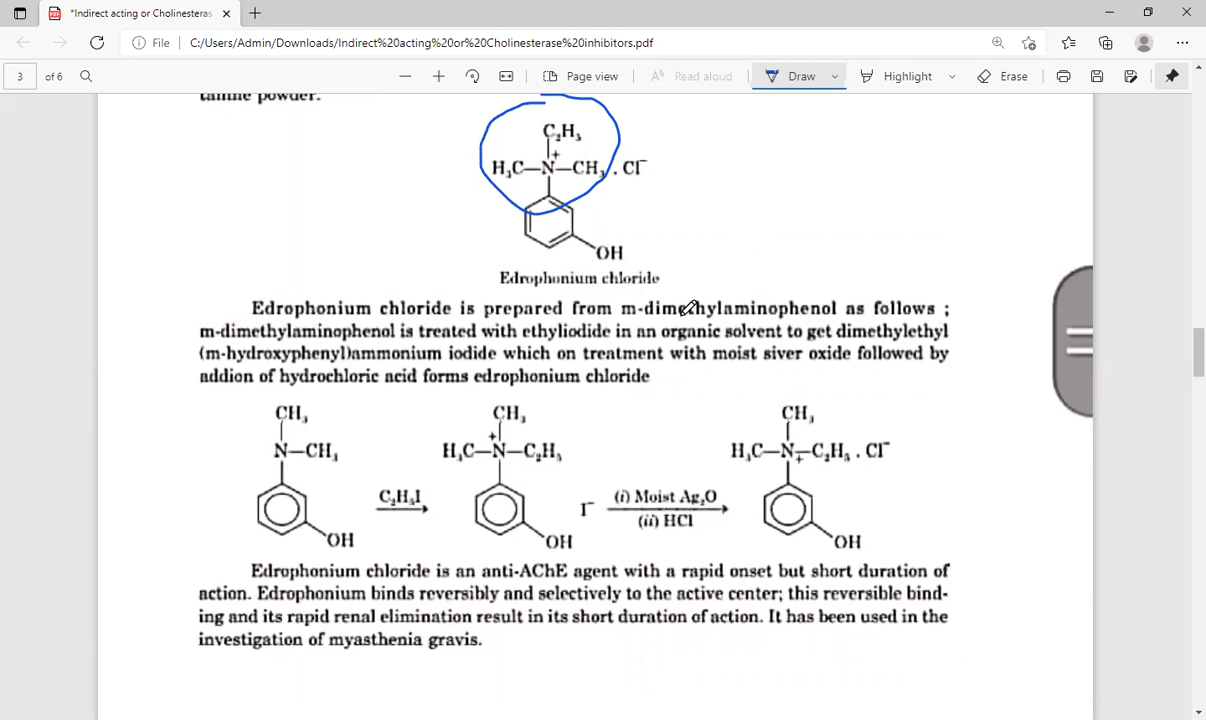 *Indirect acting or Cholinesteras
File C:/Users/Admin/Downloads/Indirect%20acting%20or%20Cholinesterase%20inhibitors.pdf
3 of 6 Page view Read aloud Draw Highlight Erase
talline powder.
C₂H₅
+
H₃C—N—CH₃ . Cl⁻
OH
Edrophonium chloride
Edrophonium chloride is prepared from m-dimethylaminophenol as follows ;
m-dimethylaminophenol is treated with ethyliodide in an organic solvent to get dimethylethyl
(m-hydroxyphenyl)ammonium iodide which on treatment with moist siver oxide followed by
addion of hydrochloric acid forms edrophonium chloride
CH₃ CH₃ CH₃
N—CH₃ H₃C—N⁺—C₂H₅ H₃C—N⁺—C₂H₅ . Cl⁻
C₂H₅I I⁻ (i) Moist Ag₂O
(ii) HCl
OH OH OH
Edrophonium chloride is an anti-AChE agent with a rapid onset but short duration of
action. Edrophonium binds reversibly and selectively to the active center; this reversible bind-
ing and its rapid renal elimination result in its short duration of action. It has been used in the
investigation of myasthenia gravis.